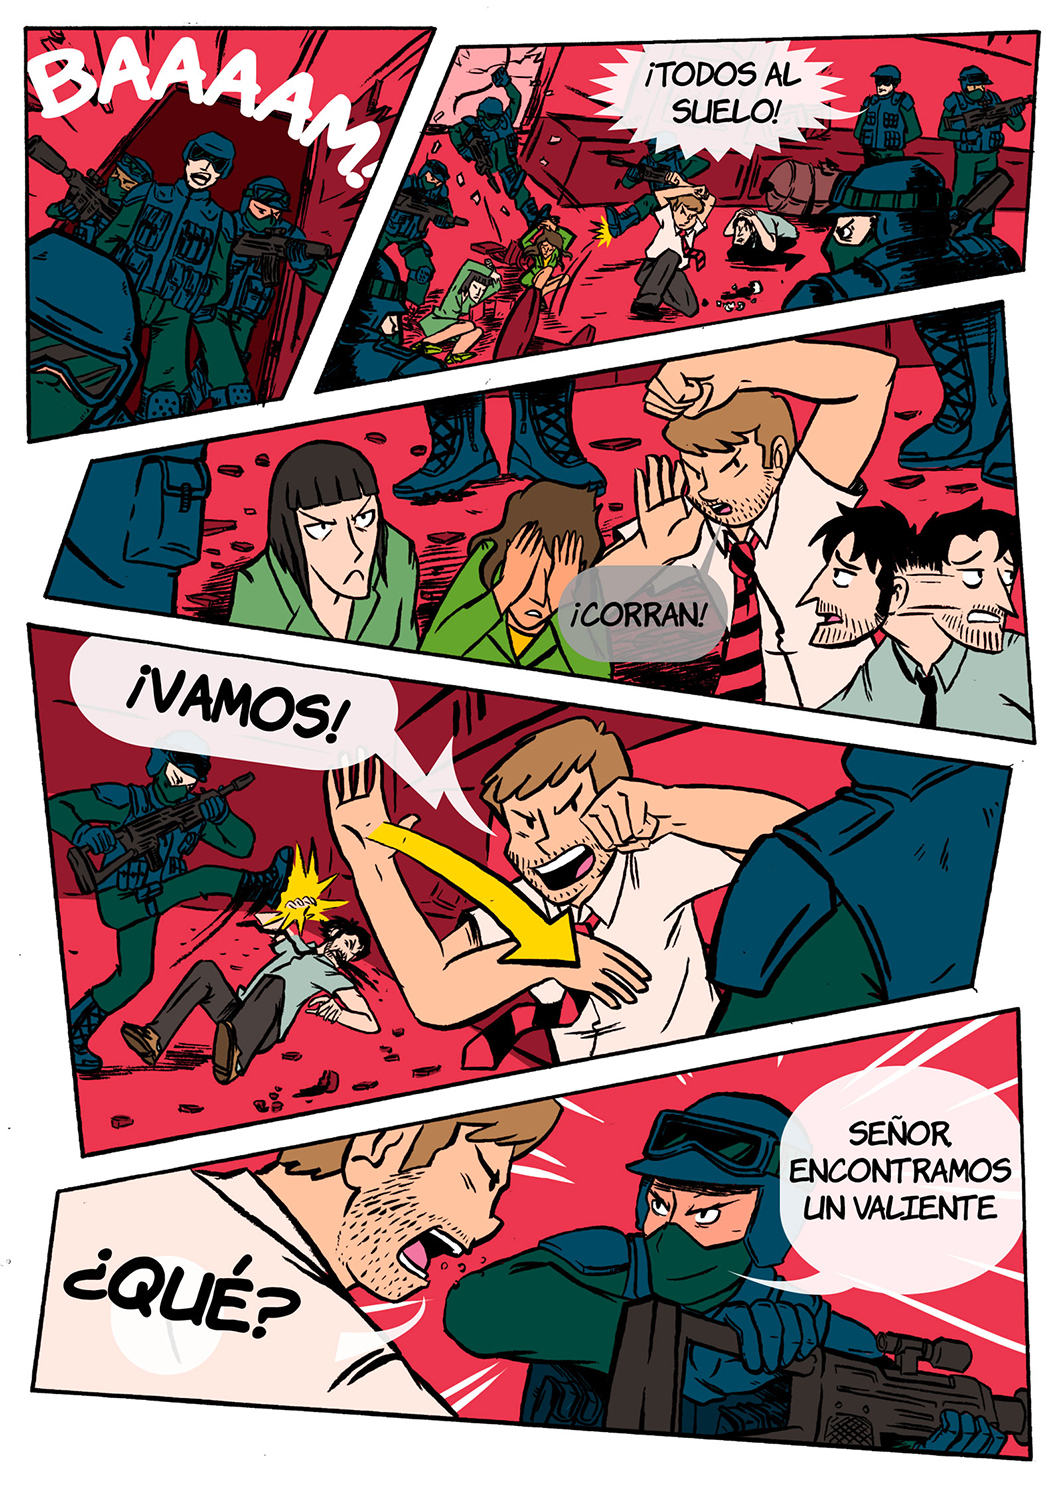 BAAAAM!
¡TODOS AL
SUELO!
¡CORRAN!
¡VAMOS!
¿QUÉ?
SEÑOR
ENCONTRAMOS
UN VALIENTE